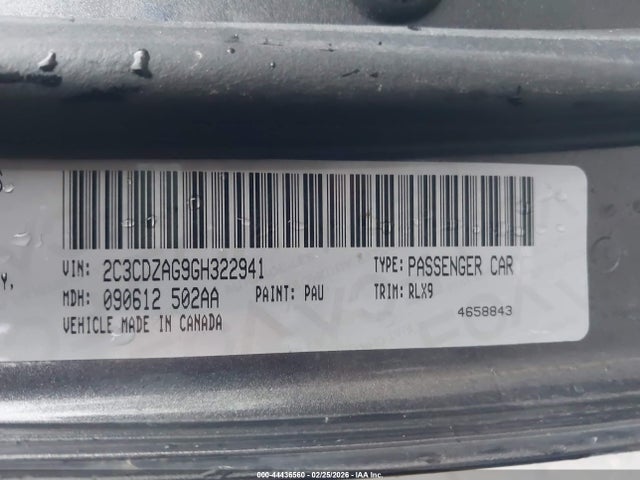 VIN: 2C3CDZAG9GH322941 TYPE: PASSENGER CAR
MDH: 090612 502AA PAINT: PAU TRIM: RLX9
VEHICLE MADE IN CANADA 4658843
000-44436560 - 02/25/2026 - IAA Inc.